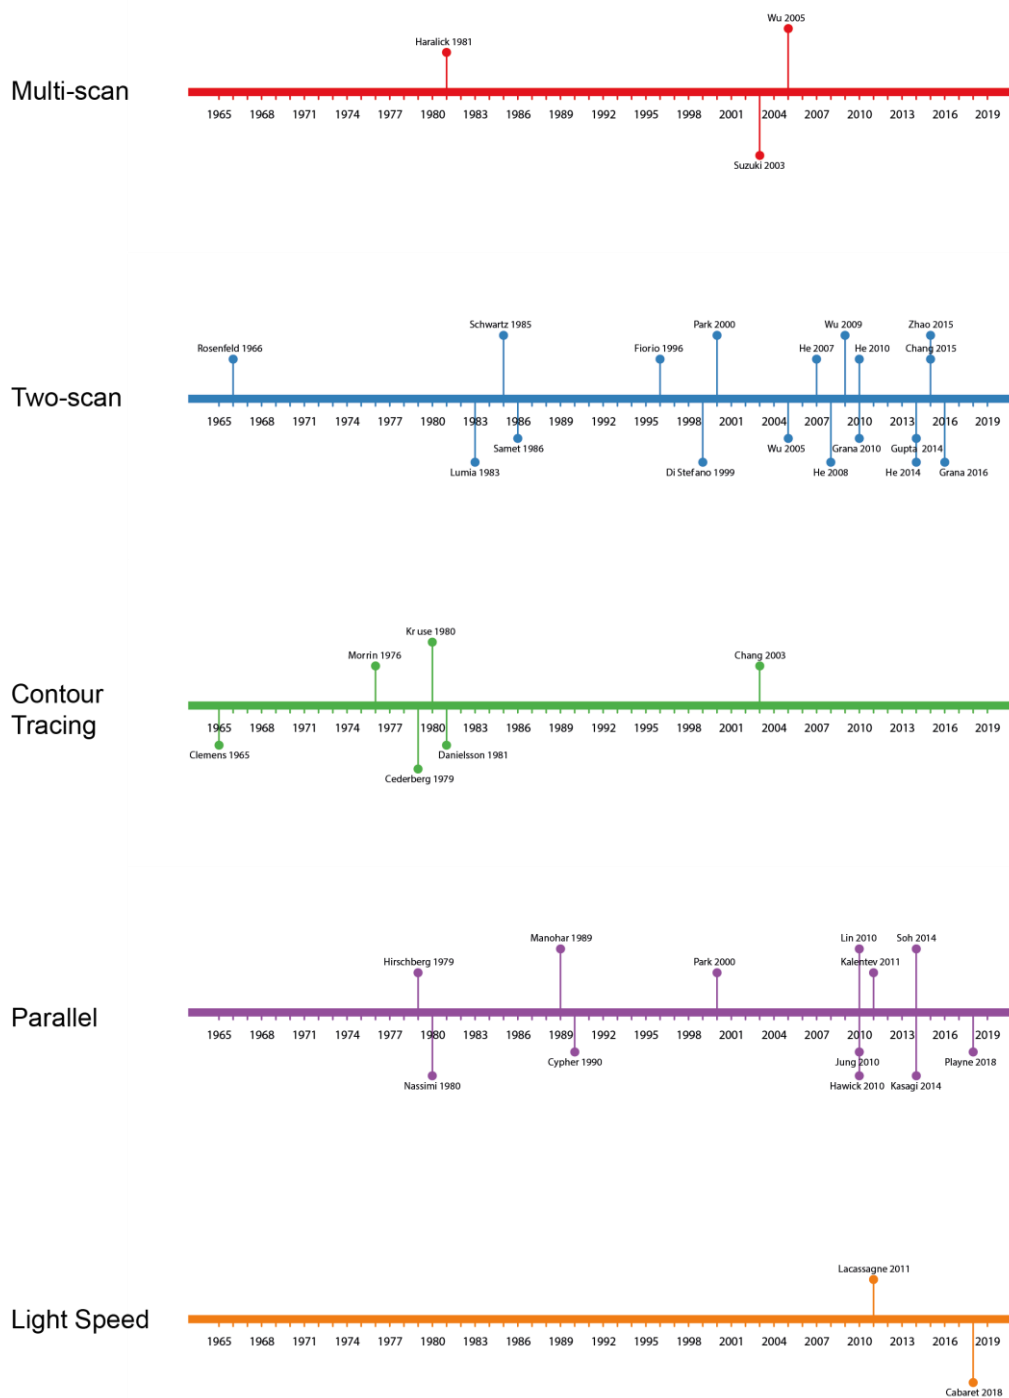 Wu 2005
Haralick 1981
Multi-scan
1965 1968 1971 1974 1977 1980 1983 1986 1989 1992 1995 1998 2001 2004 2007 2010 2013 2016 2019
Suzuki 2003
Schwartz 1985 Park 2000 Wu 2009 Zhao 2015
Rosenfeld 1966 Fiorio 1996 He 2007 He 2010 Chang 2015
Two-scan
1965 1968 1971 1974 1977 1980 1983 1986 1989 1992 1995 1998 2001 2004 2007 2010 2013 2016 2019
Samet 1986 Wu 2005 Grana 2010 Gupta 2014
Lumia 1983 Di Stefano 1999 He 2008 He 2014 Grana 2016
Kruse 1980
Morrin 1976 Chang 2003
Contour
Tracing
1965 1968 1971 1974 1977 1980 1983 1986 1989 1992 1995 1998 2001 2004 2007 2010 2013 2016 2019
Clemens 1965 Danielsson 1981
Cederberg 1979
Manohar 1989 Lin 2010 Soh 2014
Hirschberg 1979 Park 2000 Kalentev 2011
Parallel
1965 1968 1971 1974 1977 1980 1983 1986 1989 1992 1995 1998 2001 2004 2007 2010 2013 2016 2019
Cypher 1990 Jung 2010 Playne 2018
Nassimi 1980 Hawick 2010 Kasagi 2014
Lacassagne 2011
Light Speed
1965 1968 1971 1974 1977 1980 1983 1986 1989 1992 1995 1998 2001 2004 2007 2010 2013 2016 2019
Cabaret 2018